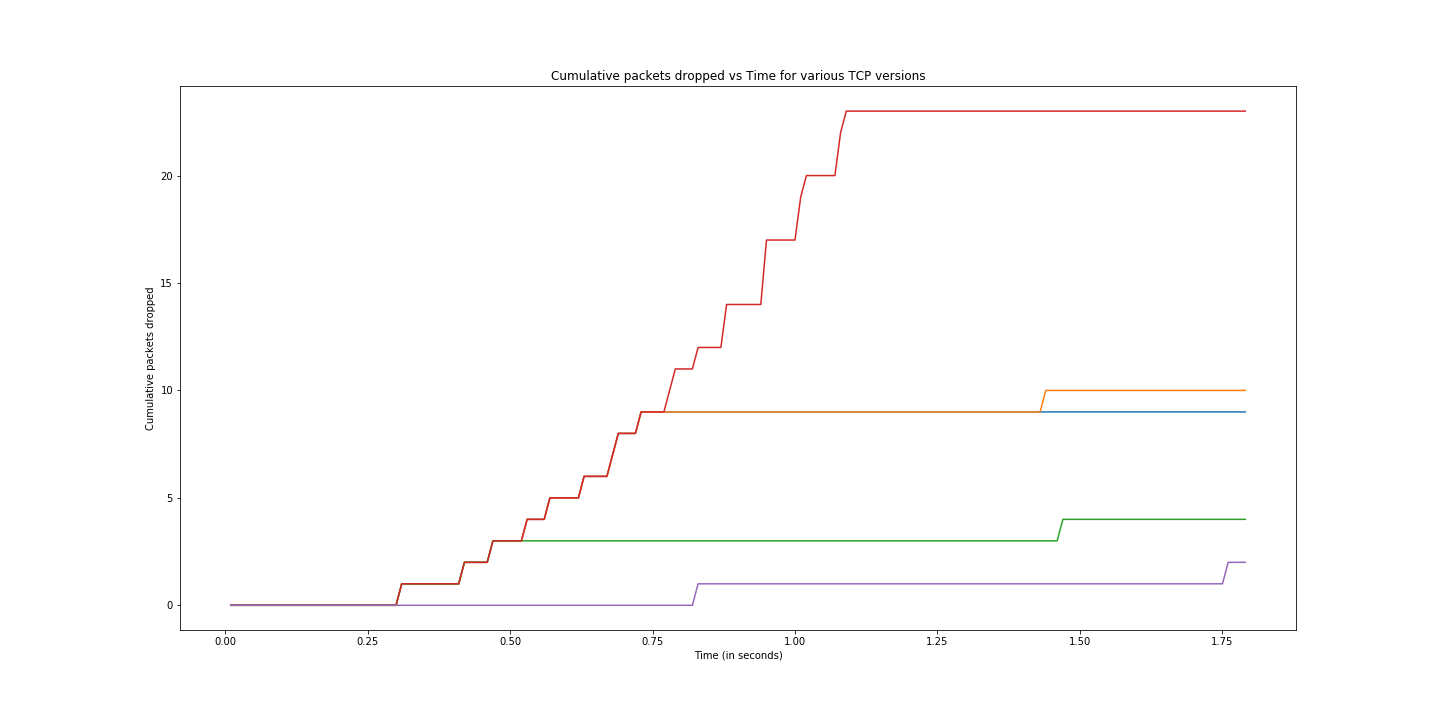 Cumulative packets dropped vs Time for various TCP versions
Cumulative packets dropped
20
15
10
5
0
0.00 0.25 0.50 0.75 1.00 1.25 1.50 1.75
Time (in seconds)